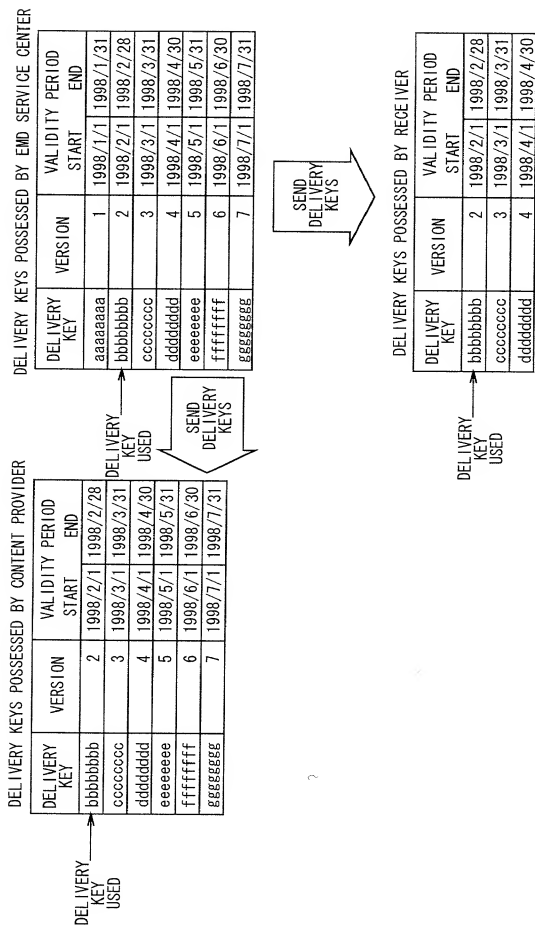 DELIVERY KEYS POSSESSED BY CONTENT PROVIDER
DELIVERY KEY VERSION VALIDITY PERIOD
START END
bbbbbbbb 2 1998/2/1 1998/2/28
cccccccc 3 1998/3/1 1998/3/31
dddddddd 4 1998/4/1 1998/4/30
eeeeeeee 5 1998/5/1 1998/5/31
ffffffff 6 1998/6/1 1998/6/30
gggggggg 7 1998/7/1 1998/7/31
DELIVERY
KEY
USED
DELIVERY KEYS POSSESSED BY EMD SERVICE CENTER
DELIVERY KEY VERSION VALIDITY PERIOD
START END
aaaaaaaa 1 1998/1/1 1998/1/31
bbbbbbbb 2 1998/2/1 1998/2/28
cccccccc 3 1998/3/1 1998/3/31
dddddddd 4 1998/4/1 1998/4/30
eeeeeeee 5 1998/5/1 1998/5/31
ffffffff 6 1998/6/1 1998/6/30
gggggggg 7 1998/7/1 1998/7/31
DELIVERY
KEY
USED
SEND
DELIVERY
KEYS
SEND
DELIVERY
KEYS
DELIVERY KEYS POSSESSED BY RECEIVER
DELIVERY KEY VERSION VALIDITY PERIOD
START END
bbbbbbbb 2 1998/2/1 1998/2/28
cccccccc 3 1998/3/1 1998/3/31
dddddddd 4 1998/4/1 1998/4/30
DELIVERY
KEY
USED